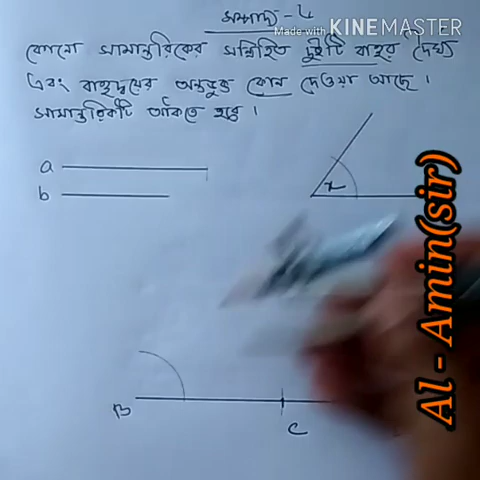 সম্পাদ্য - ৮
Made with KINEMASTER
কোনো সামান্তরিকের সন্নিহিত দুইটি বাহুর দৈর্ঘ্য
এবং বাহুদ্বয়ের অন্তর্ভুক্ত কোন দেওয়া আছে।
সামান্তরিকটি আঁকতে হবে।
a
b
x
B
C
Al - Amin(sir)